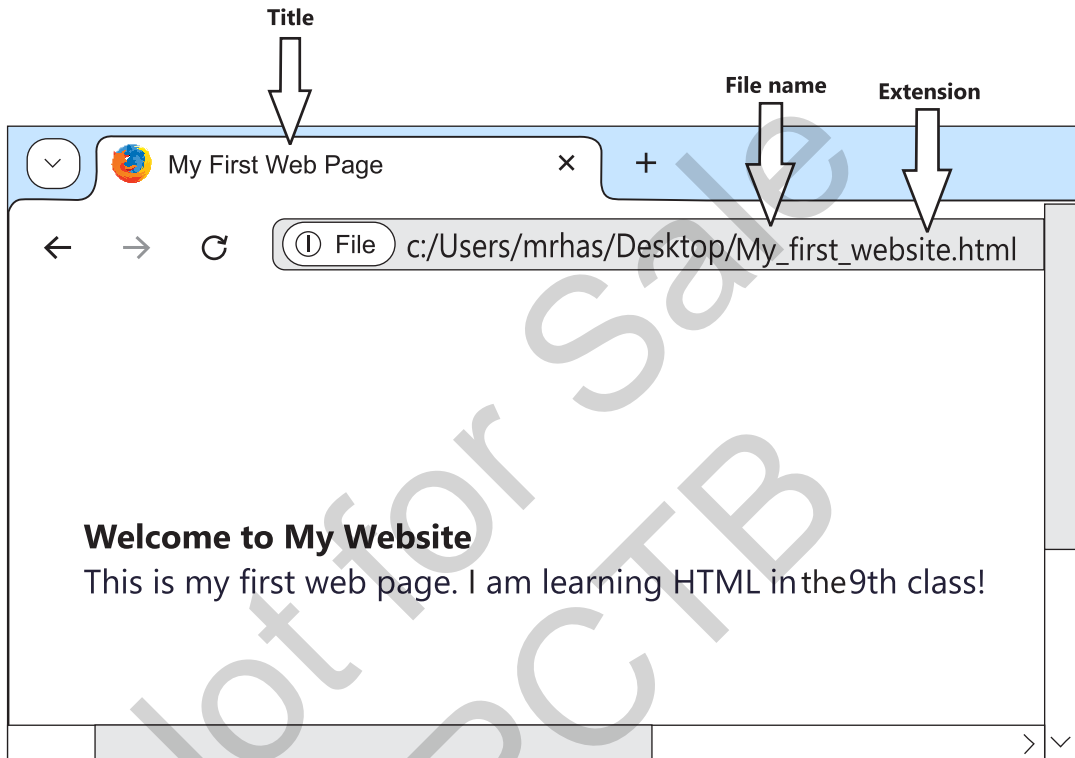 Title
File name
Extension
My First Web Page
File c:/Users/mrhas/Desktop/My_first_website.html
Welcome to My Website
This is my first web page. I am learning HTML in the 9th class!
Not for Sale
PCTB